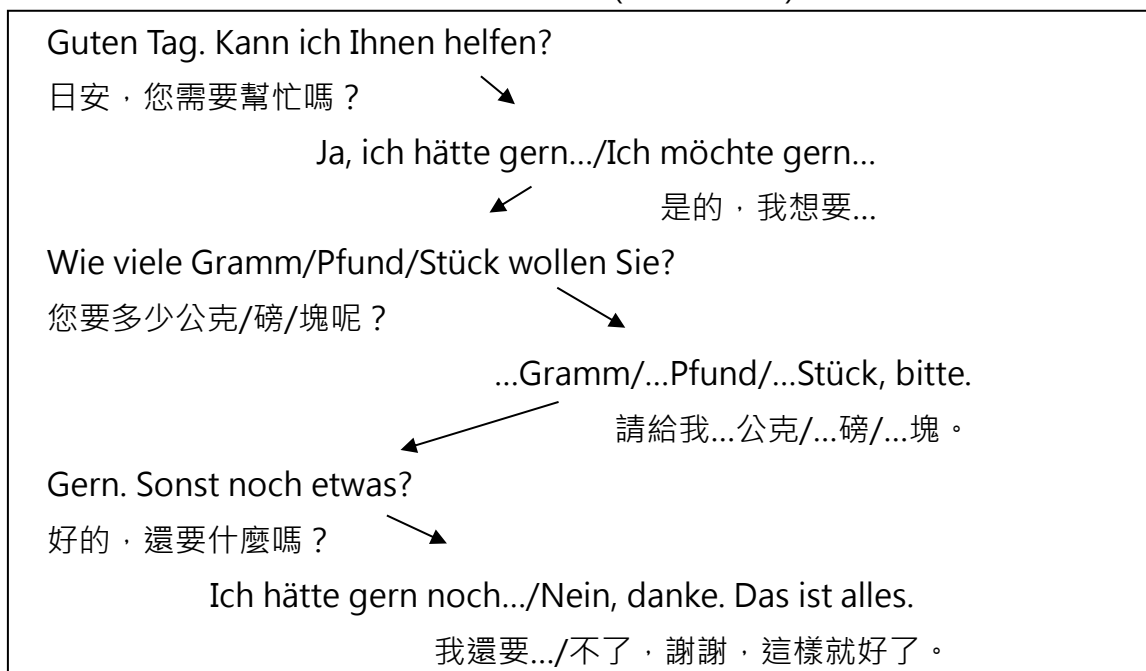 Guten Tag. Kann ich Ihnen helfen?
日安，您需要幫忙嗎？
Ja, ich hätte gern…/Ich möchte gern…
是的，我想要…
Wie viele Gramm/Pfund/Stück wollen Sie?
您要多少公克/磅/塊呢？
…Gramm/…Pfund/…Stück, bitte.
請給我…公克/…磅/…塊。
Gern. Sonst noch etwas?
好的，還要什麼嗎？
Ich hätte gern noch…/Nein, danke. Das ist alles.
我還要…/不了，謝謝，這樣就好了。